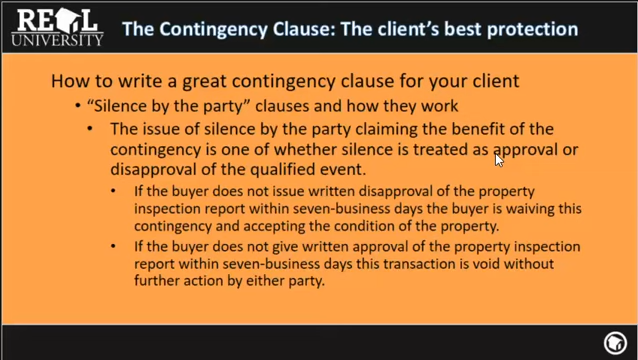 REAL
UNIVERSITY
The Contingency Clause: The client's best protection
How to write a great contingency clause for your client
• "Silence by the party" clauses and how they work
• The issue of silence by the party claiming the benefit of the
contingency is one of whether silence is treated as approval or
disapproval of the qualified event.
• If the buyer does not issue written disapproval of the property
inspection report within seven-business days the buyer is waiving this
contingency and accepting the condition of the property.
• If the buyer does not give written approval of the property inspection
report within seven-business days this transaction is void without
further action by either party.